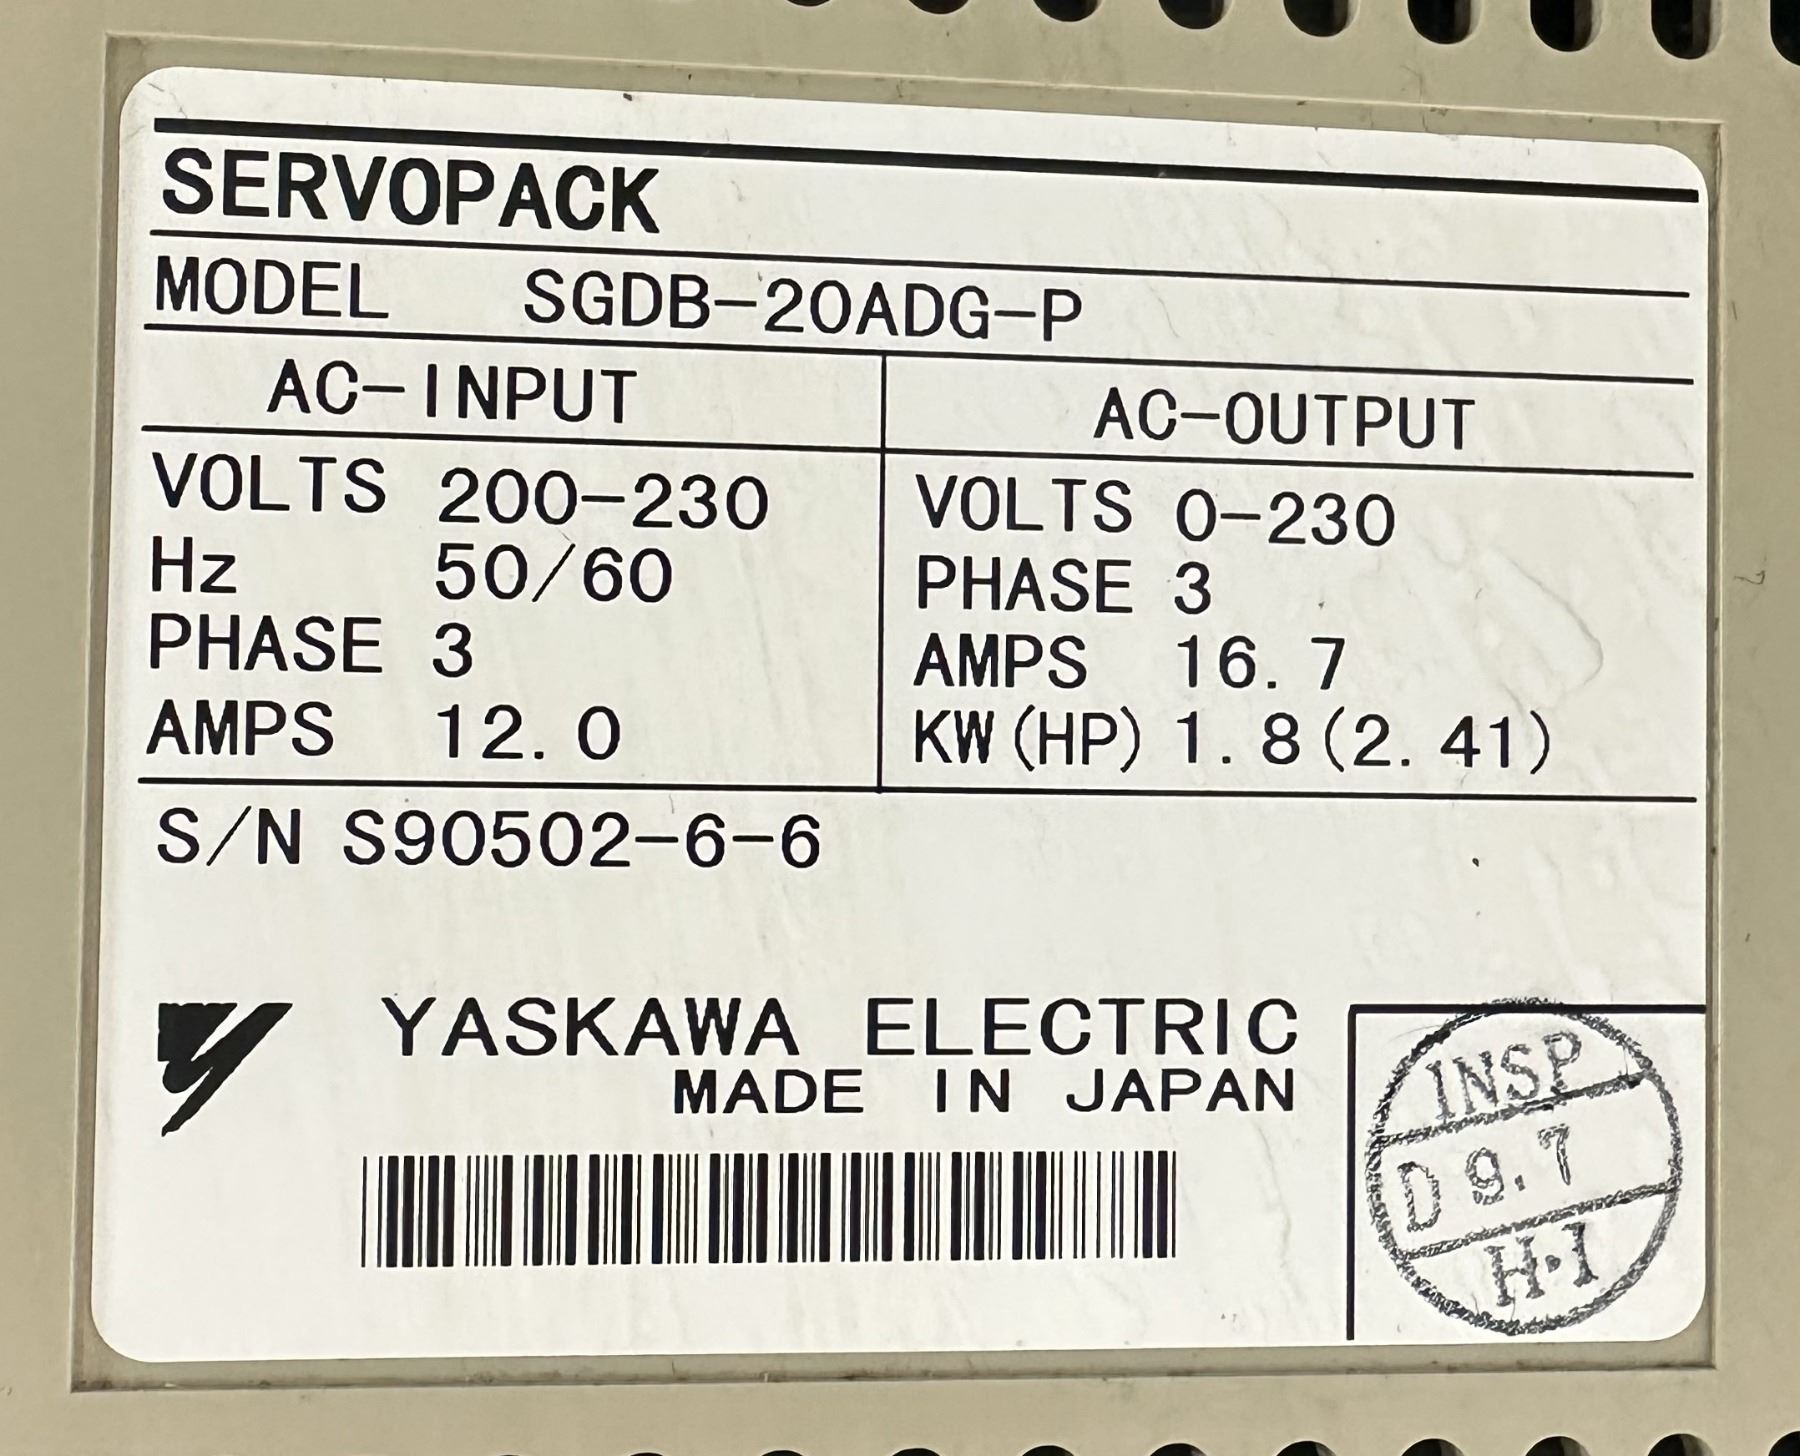 SERVOPACK
MODEL SGDB-20ADG-P
AC-INPUT
VOLTS 200-230
Hz 50/60
PHASE 3
AMPS 12.0
AC-OUTPUT
VOLTS 0-230
PHASE 3
AMPS 16.7
KW(HP) 1.8(2.41)
S/N S90502-6-6
YASKAWA ELECTRIC
MADE IN JAPAN
INSP
D 9.7
H·I